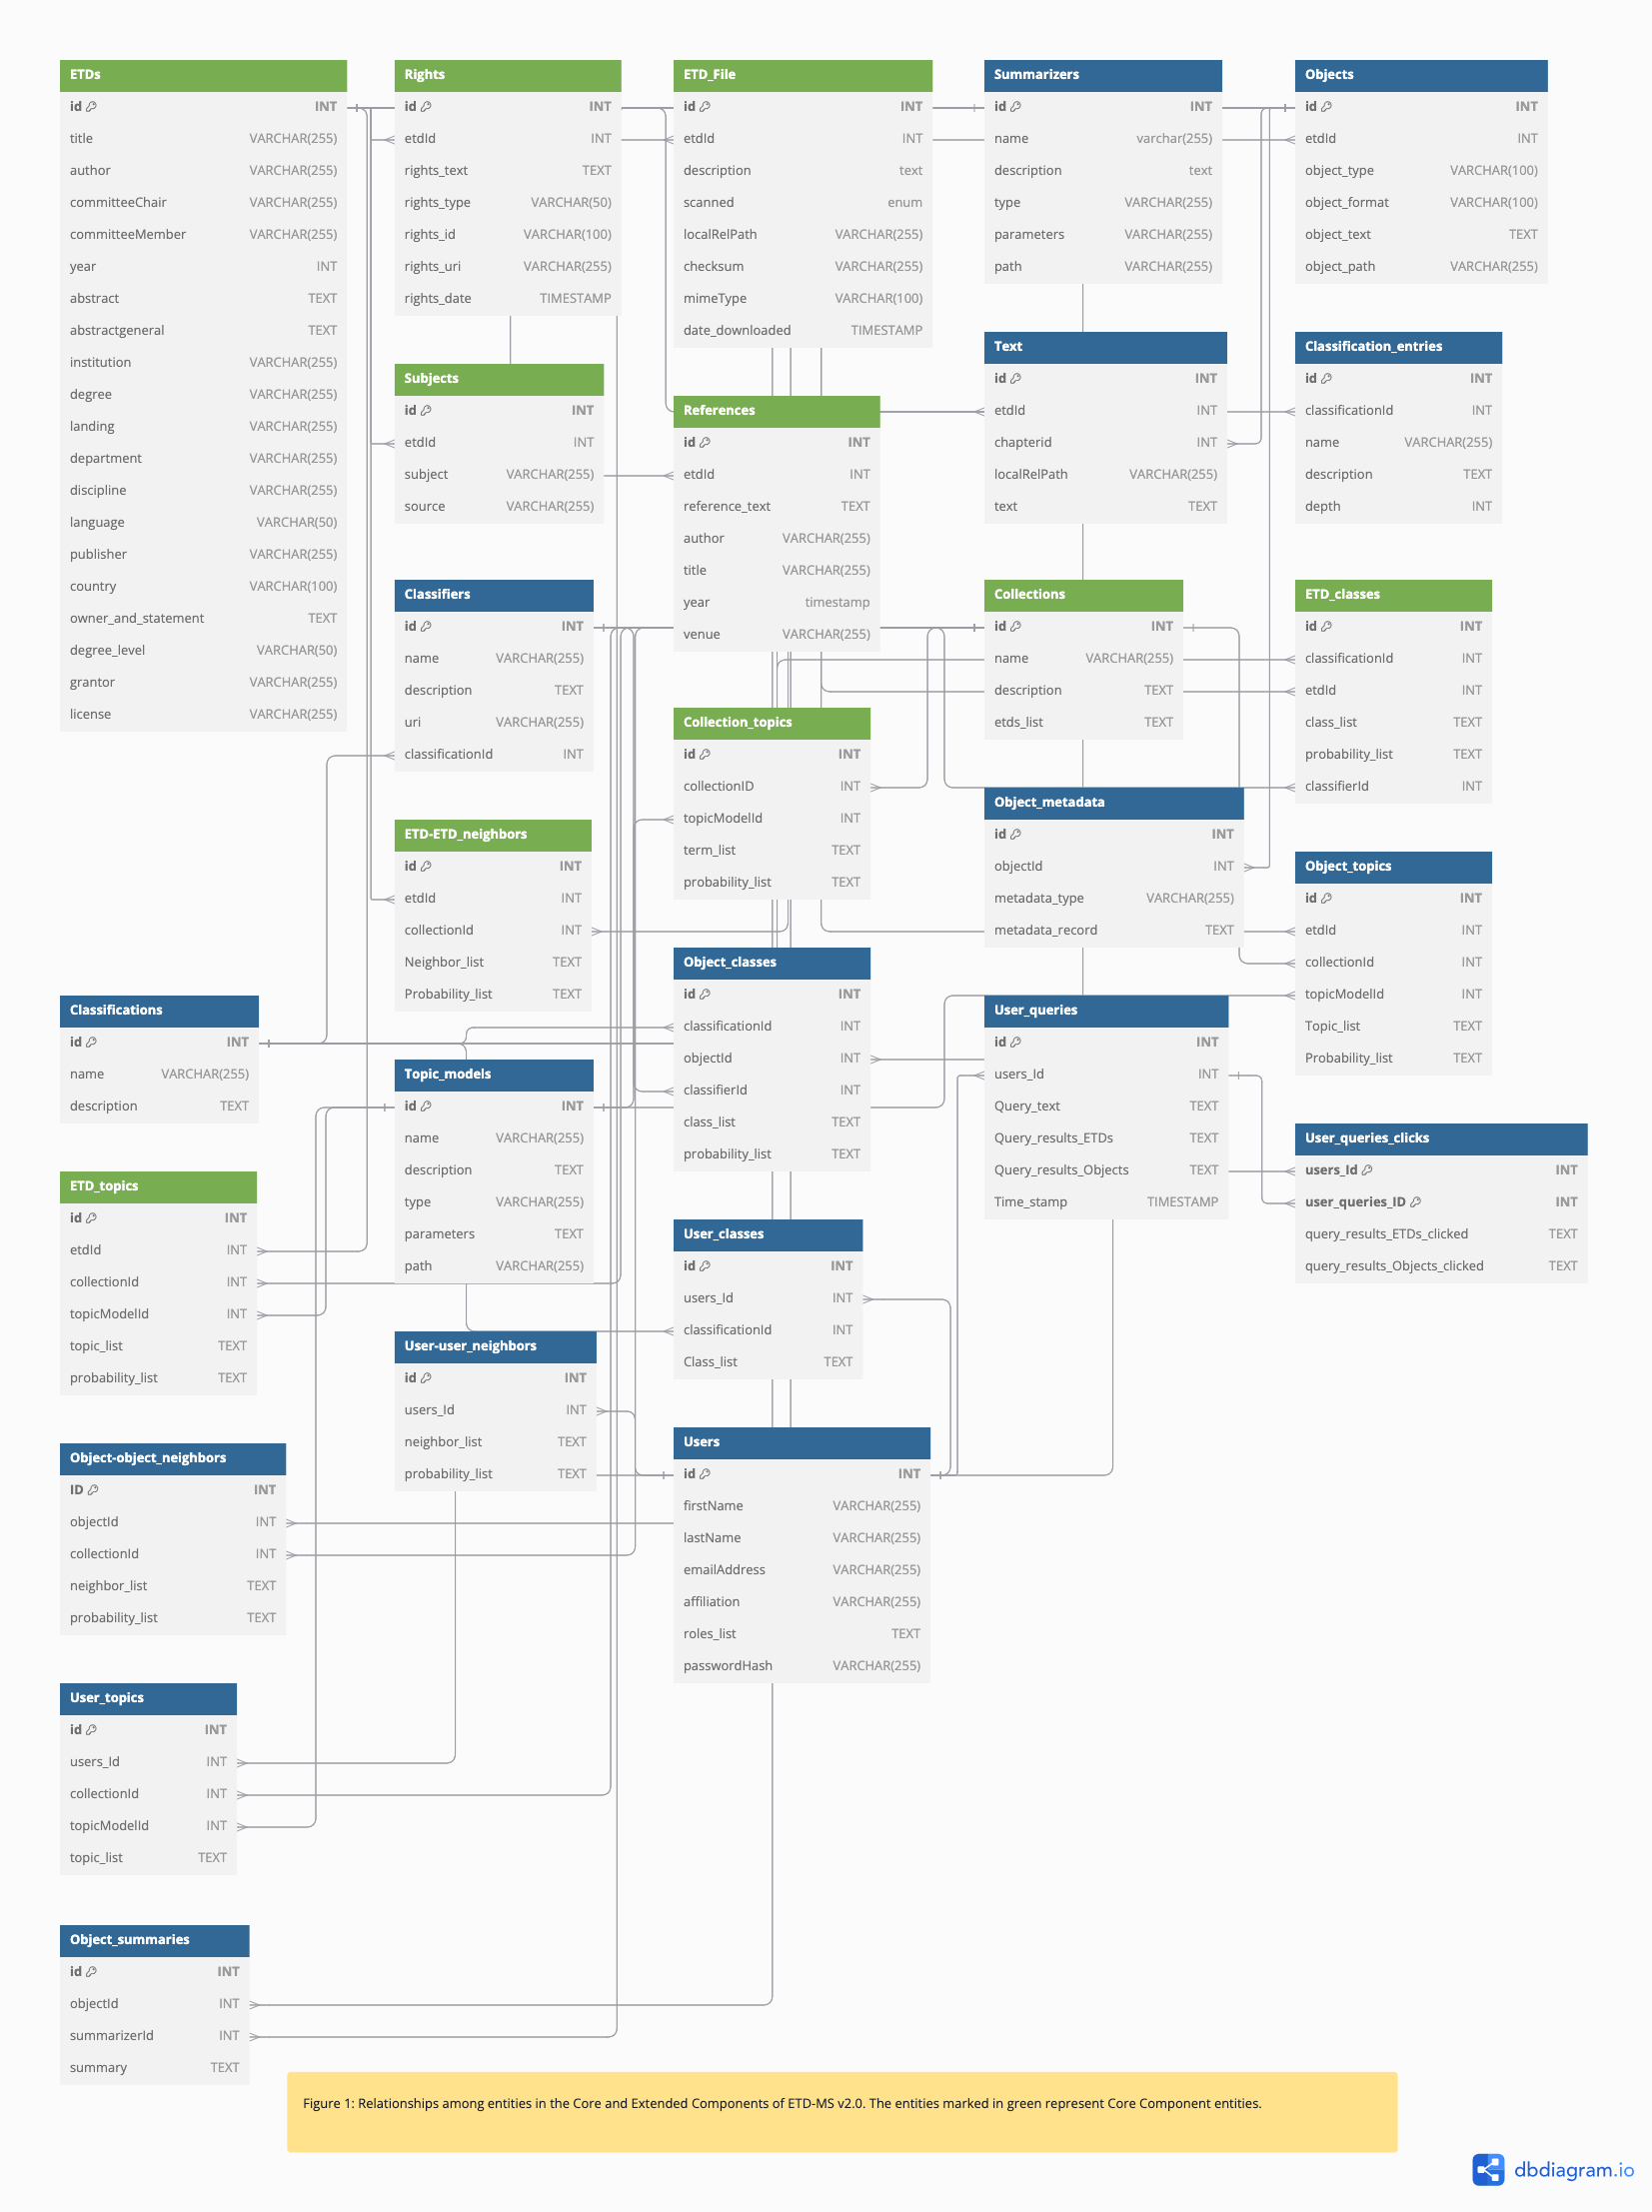 ETDs
id INT
title VARCHAR(255)
author VARCHAR(255)
committeeChair VARCHAR(255)
committeeMember VARCHAR(255)
year INT
abstract TEXT
abstractgeneral TEXT
institution VARCHAR(255)
degree VARCHAR(255)
landing VARCHAR(255)
department VARCHAR(255)
discipline VARCHAR(255)
language VARCHAR(50)
publisher VARCHAR(255)
country VARCHAR(100)
owner_and_statement TEXT
degree_level VARCHAR(50)
grantor VARCHAR(255)
license VARCHAR(255)
Rights
id INT
etdId INT
rights_text TEXT
rights_type VARCHAR(50)
rights_id VARCHAR(100)
rights_uri VARCHAR(255)
rights_date TIMESTAMP
ETD_File
id INT
etdId INT
description text
scanned enum
localRelPath VARCHAR(255)
checksum VARCHAR(255)
mimeType VARCHAR(100)
date_downloaded TIMESTAMP
Summarizers
id INT
name varchar(255)
description text
type VARCHAR(255)
parameters VARCHAR(255)
path VARCHAR(255)
Objects
id INT
etdId INT
object_type VARCHAR(100)
object_format VARCHAR(100)
object_text TEXT
object_path VARCHAR(255)
Subjects
id INT
etdId INT
subject VARCHAR(255)
source VARCHAR(255)
References
id INT
etdId INT
reference_text TEXT
author VARCHAR(255)
title VARCHAR(255)
year timestamp
venue VARCHAR(255)
Text
id INT
etdId INT
chapterid INT
localRelPath VARCHAR(255)
text TEXT
Classification_entries
id INT
classificationId INT
name VARCHAR(255)
description TEXT
depth INT
Classifiers
id INT
name VARCHAR(255)
description TEXT
uri VARCHAR(255)
classificationId INT
Collections
id INT
name VARCHAR(255)
description TEXT
etds_list TEXT
ETD_classes
id INT
classificationId INT
etdId INT
class_list TEXT
probability_list TEXT
classifierId INT
Collection_topics
id INT
collectionID INT
topicModelId INT
term_list TEXT
probability_list TEXT
Object_metadata
id INT
objectId INT
metadata_type VARCHAR(255)
metadata_record TEXT
ETD-ETD_neighbors
id INT
etdId INT
collectionId INT
Neighbor_list TEXT
Probability_list TEXT
Object_topics
id INT
etdId INT
collectionId INT
topicModelId INT
Topic_list TEXT
Probability_list TEXT
Object_classes
id INT
classificationId INT
objectId INT
classifierId INT
class_list TEXT
probability_list TEXT
Classifications
id INT
name VARCHAR(255)
description TEXT
User_queries
id INT
users_Id INT
Query_text TEXT
Query_results_ETDs TEXT
Query_results_Objects TEXT
Time_stamp TIMESTAMP
Topic_models
id INT
name VARCHAR(255)
description TEXT
type VARCHAR(255)
parameters TEXT
path VARCHAR(255)
User_queries_clicks
users_Id INT
user_queries_ID INT
query_results_ETDs_clicked TEXT
query_results_Objects_clicked TEXT
ETD_topics
id INT
etdId INT
collectionId INT
topicModelId INT
topic_list TEXT
probability_list TEXT
User_classes
id INT
users_Id INT
classificationId INT
Class_list TEXT
User-user_neighbors
id INT
users_Id INT
neighbor_list TEXT
probability_list TEXT
Users
id INT
firstName VARCHAR(255)
lastName VARCHAR(255)
emailAddress VARCHAR(255)
affiliation VARCHAR(255)
roles_list TEXT
passwordHash VARCHAR(255)
Object-object_neighbors
ID INT
objectId INT
collectionId INT
neighbor_list TEXT
probability_list TEXT
User_topics
id INT
users_Id INT
collectionId INT
topicModelId INT
topic_list TEXT
Object_summaries
id INT
objectId INT
summarizerId INT
summary TEXT
Figure 1: Relationships among entities in the Core and Extended Components of ETD-MS v2.0. The entities marked in green represent Core Component entities.
dbdiagram.io